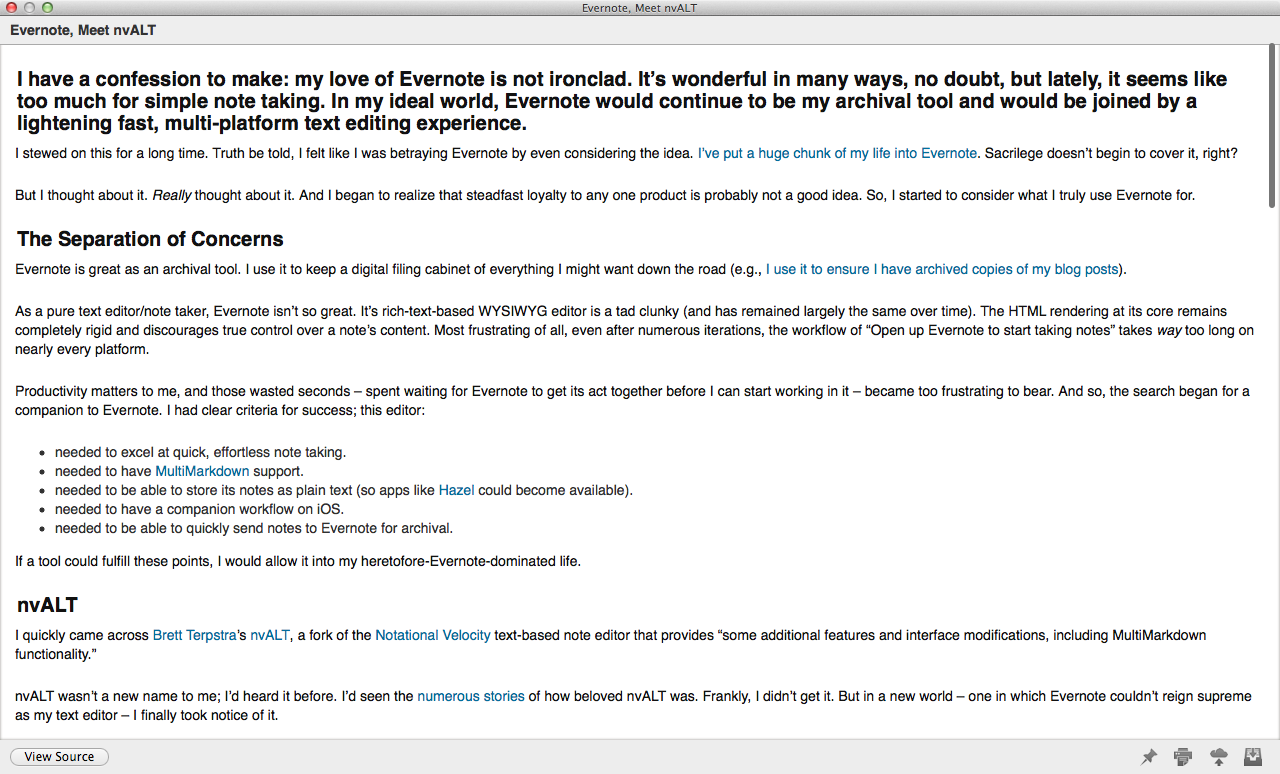 Evernote, Meet nvALT
Evernote, Meet nvALT
I have a confession to make: my love of Evernote is not ironclad. It’s wonderful in many ways, no doubt, but lately, it seems like
too much for simple note taking. In my ideal world, Evernote would continue to be my archival tool and would be joined by a
lightening fast, multi-platform text editing experience.
I stewed on this for a long time. Truth be told, I felt like I was betraying Evernote by even considering the idea. I've put a huge chunk of my life into Evernote. Sacrilege doesn’t begin to cover it, right?
But I thought about it. Really thought about it. And I began to realize that steadfast loyalty to any one product is probably not a good idea. So, I started to consider what I truly use Evernote for.
The Separation of Concerns
Evernote is great as an archival tool. I use it to keep a digital filing cabinet of everything I might want down the road (e.g., I use it to ensure I have archived copies of my blog posts).
As a pure text editor/note taker, Evernote isn’t so great. It’s rich-text-based WYSIWYG editor is a tad clunky (and has remained largely the same over time). The HTML rendering at its core remains
completely rigid and discourages true control over a note’s content. Most frustrating of all, even after numerous iterations, the workflow of “Open up Evernote to start taking notes” takes way too long on
nearly every platform.
Productivity matters to me, and those wasted seconds – spent waiting for Evernote to get its act together before I can start working in it – became too frustrating to bear. And so, the search began for a
companion to Evernote. I had clear criteria for success; this editor:
• needed to excel at quick, effortless note taking.
• needed to have MultiMarkdown support.
• needed to be able to store its notes as plain text (so apps like Hazel could become available).
• needed to have a companion workflow on iOS.
• needed to be able to quickly send notes to Evernote for archival.
If a tool could fulfill these points, I would allow it into my heretofore-Evernote-dominated life.
nvALT
I quickly came across Brett Terpstra’s nvALT, a fork of the Notational Velocity text-based note editor that provides “some additional features and interface modifications, including MultiMarkdown
functionality.”
nvALT wasn’t a new name to me; I’d heard it before. I’d seen the numerous stories of how beloved nvALT was. Frankly, I didn’t get it. But in a new world – one in which Evernote couldn’t reign supreme
as my text editor – I finally took notice of it.
View Source